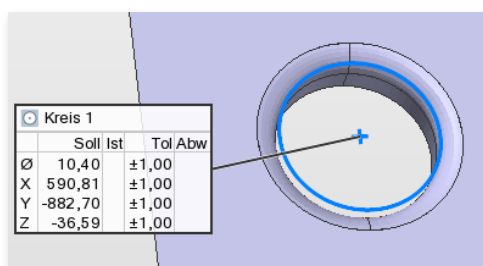 Kreis 1
Soll Ist Tol Abw
Ø 10,40 ±1,00
X 590,81 ±1,00
Y -882,70 ±1,00
Z -36,59 ±1,00